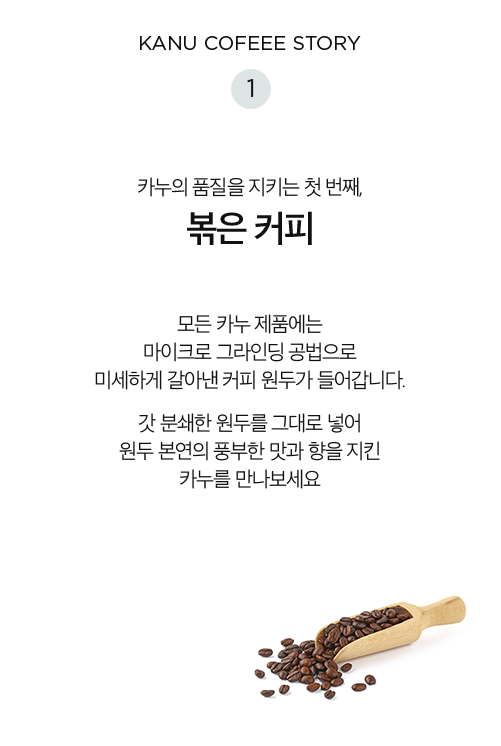 KANU COFEEE STORY
1
카누의 품질을 지키는 첫 번째,
볶은 커피
모든 카누 제품에는
마이크로 그라인딩 공법으로
미세하게 갈아낸 커피 원두가 들어갑니다.
갓 분쇄한 원두를 그대로 넣어
원두 본연의 풍부한 맛과 향을 지킨
카누를 만나보세요